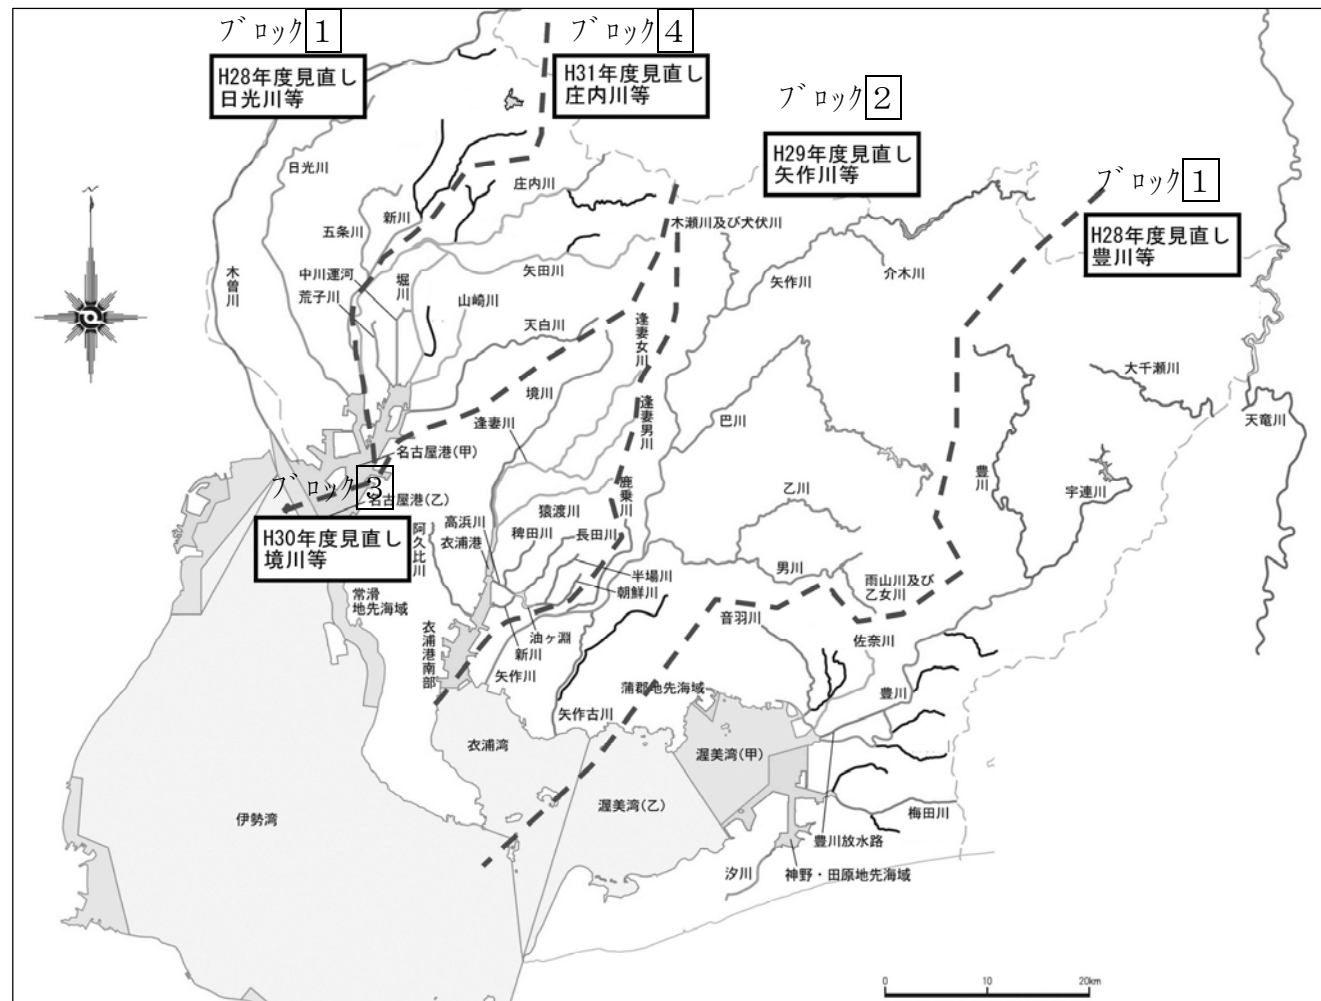 ブロック 1
H28年度見直し
日光川等
ブロック 4
H31年度見直し
庄内川等
ブロック 2
H29年度見直し
矢作川等
ブロック 1
H28年度見直し
豊川等
ブロック 3
H30年度見直し
境川等
日光川
庄内川
新川
五条川
木瀬川及び犬伏川
木曽川
中川運河
荒子川
堀川
矢田川
山崎川
天白川
矢作川
介木川
逢妻女川
境川
逢妻男川
逢妻川
巴川
大千瀬川
天竜川
名古屋港(甲)
名古屋港(乙)
豊川
宇連川
乙川
鹿乗川
猿渡川
高浜川
衣浦港
稗田川
長田川
阿久比川
半場川
朝鮮川
男川
雨山川及び
乙女川
常滑
地先海域
音羽川
佐奈川
油ヶ淵
新川
衣浦港南部
矢作川
蒲郡地先海域
豊川
矢作古川
衣浦湾
渥美湾(甲)
渥美湾(乙)
伊勢湾
梅田川
豊川放水路
汐川
神野・田原地先海域
0
10
20km